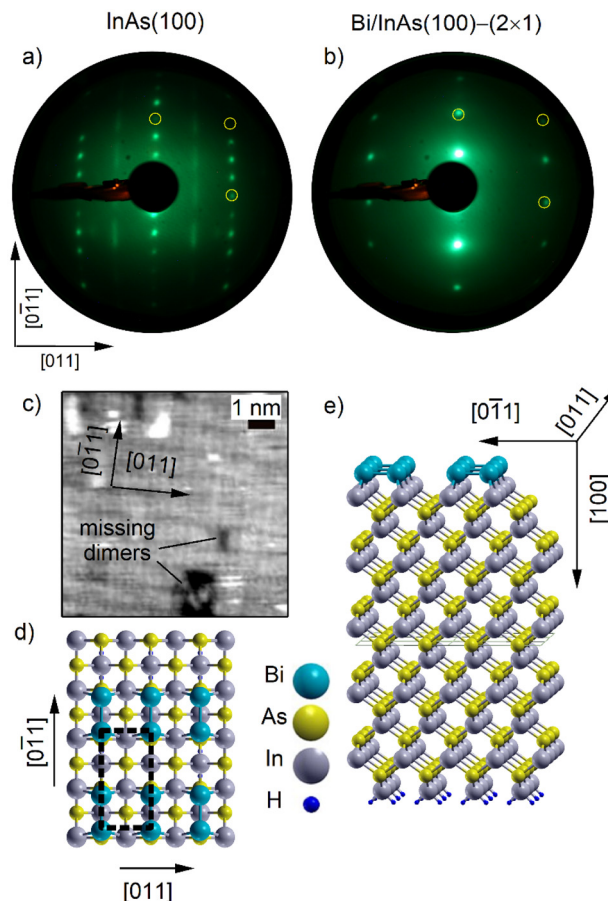 InAs(100)
Bi/InAs(100)–(2×1)
a)
b)
[01̄1]
[011]
c)
1 nm
[01̄1]
[011]
missing
dimers
d)
[01̄1]
[011]
Bi
As
In
H
e)
[01̄1]
[011]
[100]